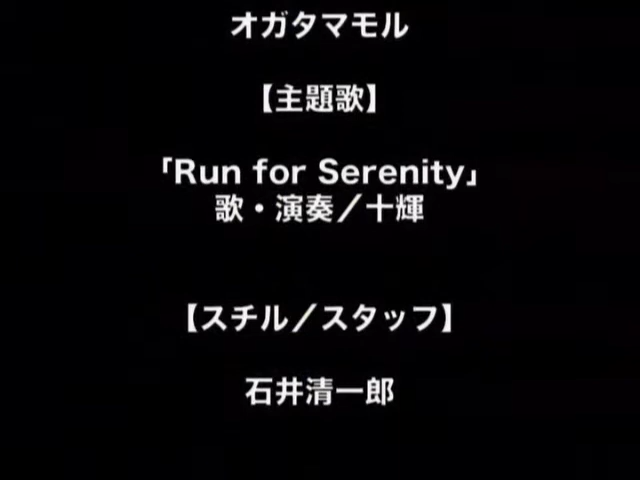 オガタマモル
【主題歌】
「Run for Serenity」
歌・演奏／十輝
【スチル／スタッフ】
石井清一郎